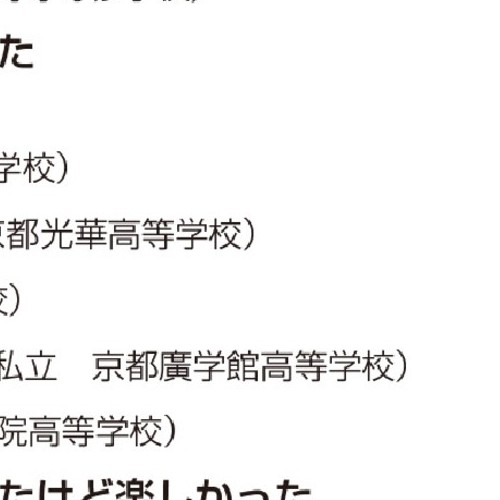 た
学校）
京都光華高等学校）
校）
私立　京都廣学館高等学校）
院高等学校）
たけど楽しかった